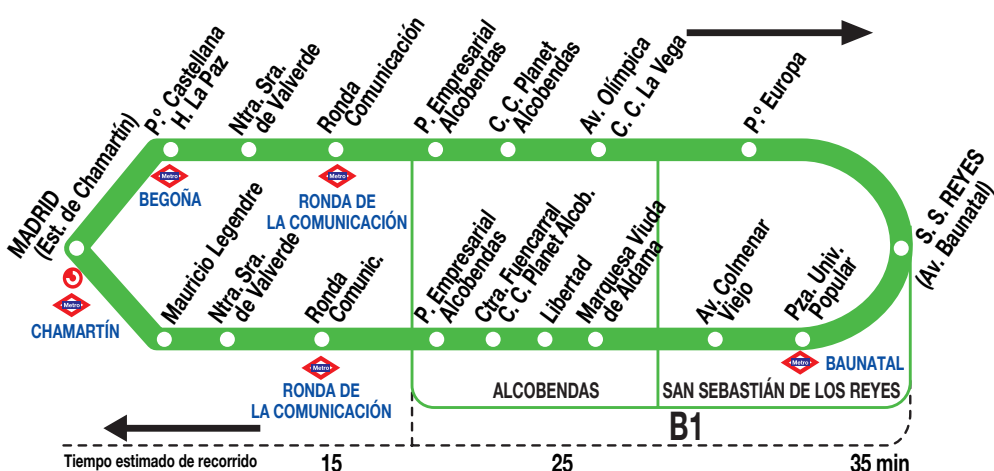 MADRID
(Est. de Chamartín)
P.º Castellana
H. La Paz
Ntra. Sra.
de Valverde
Ronda
Comunicación
P. Empresarial
Alcobendas
C. C. Planet
Alcobendas
Av. Olímpica
C. C. La Vega
P.º Europa
S. S. REYES
(Av. Baunatal)
Metro
BEGOÑA
Metro
RONDA DE
LA COMUNICACIÓN
Metro
CHAMARTÍN
Mauricio Legendre
Ntra. Sra.
de Valverde
Ronda
Comunic.
P. Empresarial
Alcobendas
Ctra. Fuencarral
C. C. Planet Alcob.
Libertad
Marquesa Viuda
de Aldama
Av. Colmenar
Viejo
Pza. Univ.
Popular
Metro
RONDA DE
LA COMUNICACIÓN
Metro
BAUNATAL
ALCOBENDAS
SAN SEBASTIÁN DE LOS REYES
B1
Tiempo estimado de recorrido
15
25
35 min